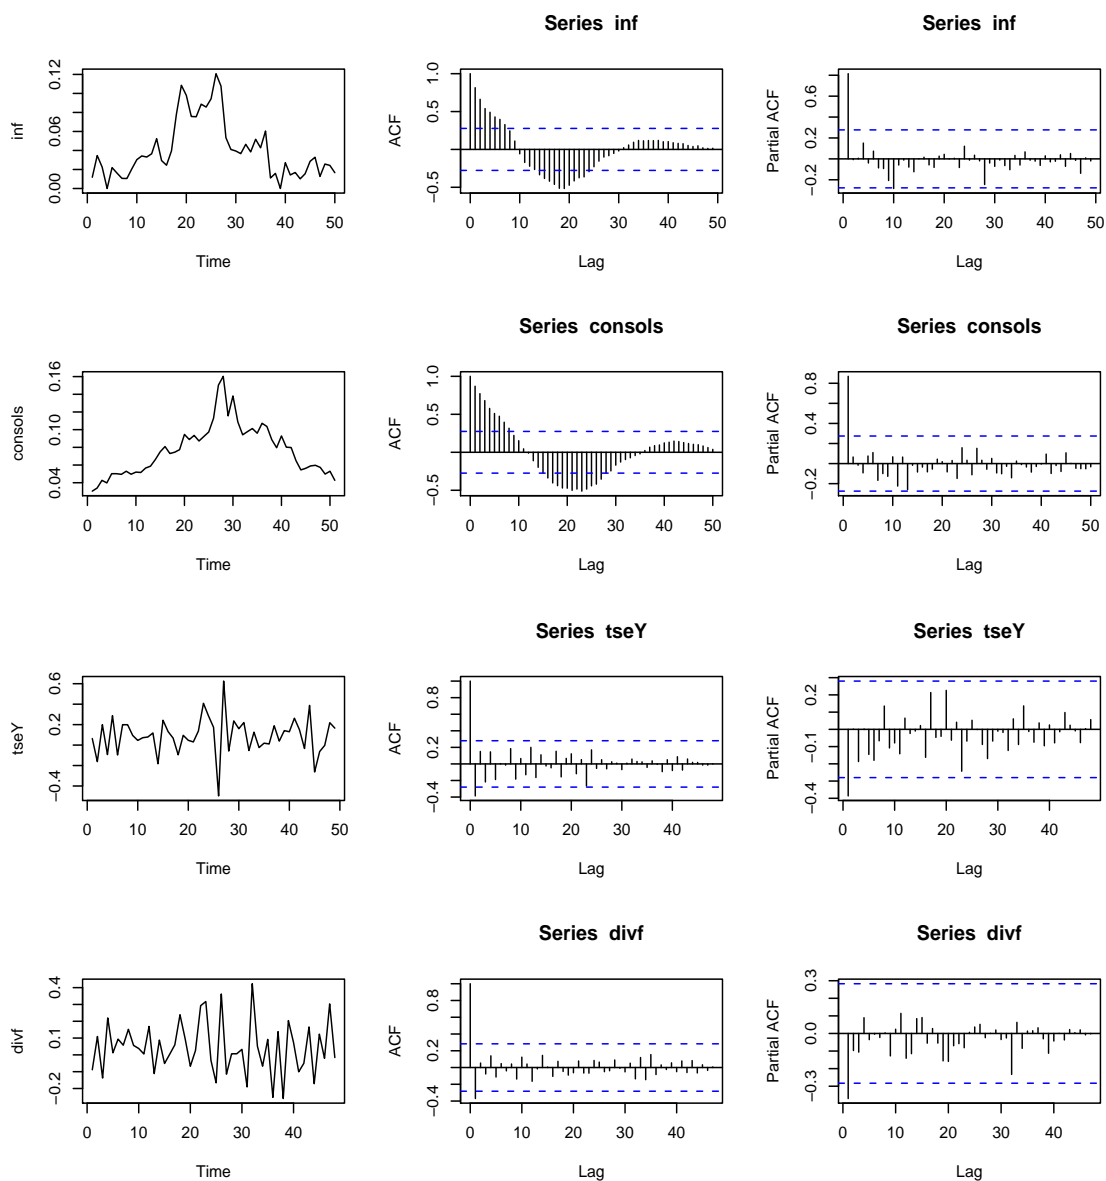 Series inf Series inf
inf 0.00 0.06 0.12 ACF −0.5 0.5 1.0 Partial ACF −0.2 0.2 0.6
0 10 20 30 40 50 0 10 20 30 40 50 0 10 20 30 40 50
Time Lag Lag
Series consols Series consols
consols 0.04 0.10 0.16 ACF −0.5 0.5 1.0 Partial ACF −0.2 0.4 0.8
0 10 20 30 40 50 0 10 20 30 40 50 0 10 20 30 40 50
Time Lag Lag
Series tseY Series tseY
tseY −0.4 0.2 0.6 ACF −0.4 0.2 0.8 Partial ACF −0.4 −0.1 0.2
0 10 20 30 40 50 0 10 20 30 40 0 10 20 30 40
Time Lag Lag
Series divf Series divf
divf −0.2 0.1 0.4 ACF −0.4 0.2 0.8 Partial ACF −0.3 0.0 0.3
0 10 20 30 40 0 10 20 30 40 0 10 20 30 40
Time Lag Lag